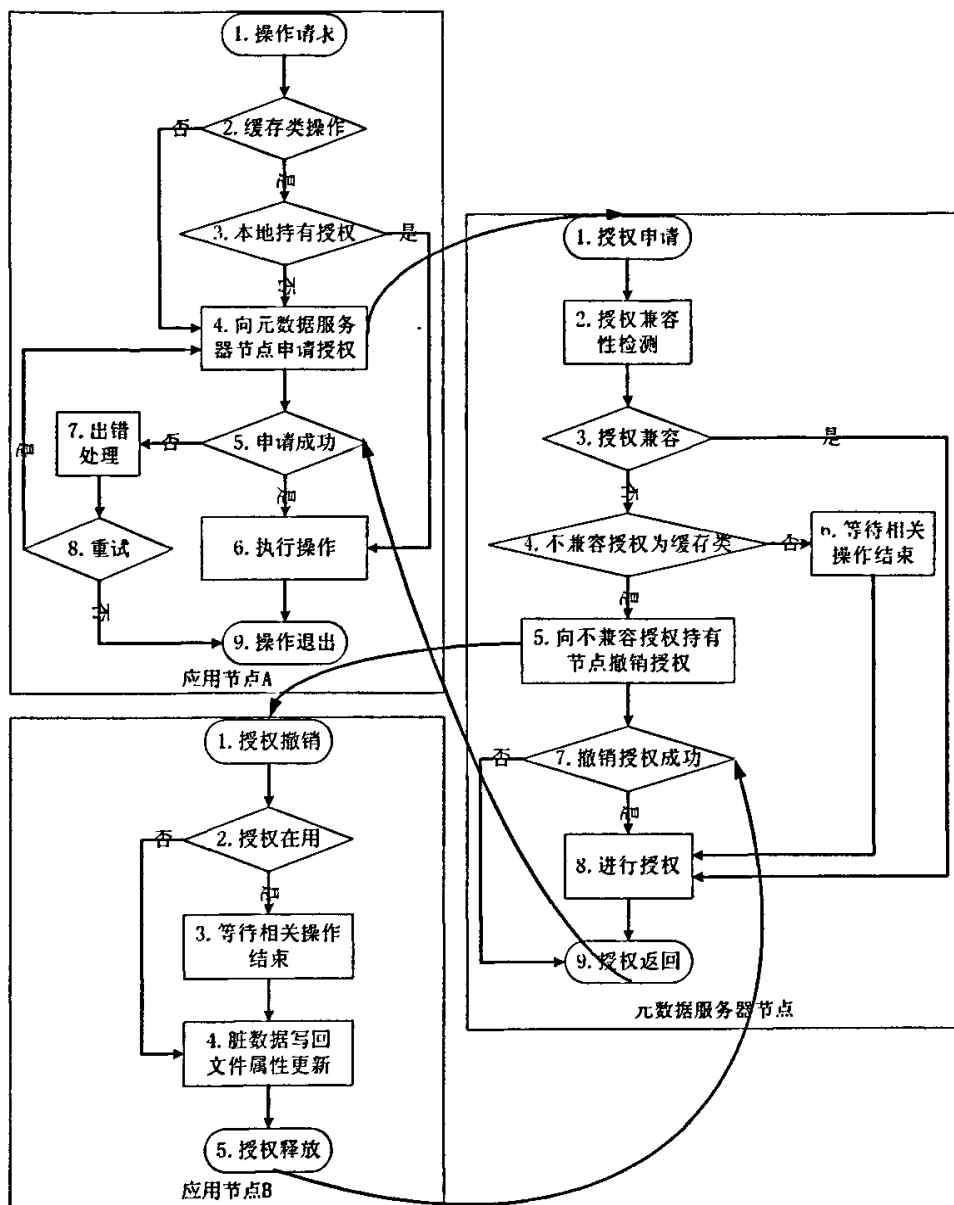 1. 操作请求
否
2. 缓存类操作
是
3. 本地持有授权
是
否
4. 向元数据服务
器节点申请授权
7. 出错
处理
否
5. 申请成功
是
是
8. 重试
6. 执行操作
否
9. 操作退出
应用节点A
1. 授权申请
2. 授权兼容
性检测
3. 授权兼容
是
否
4. 不兼容授权为缓存类
否
6. 等待相关
操作结束
是
5. 向不兼容授权持有
节点撤销授权
否
7. 撤销授权成功
是
8. 进行授权
9. 授权返回
元数据服务器节点
1. 授权撤销
否
2. 授权在用
是
3. 等待相关操作
结束
4. 脏数据写回
文件属性更新
5. 授权释放
应用节点B